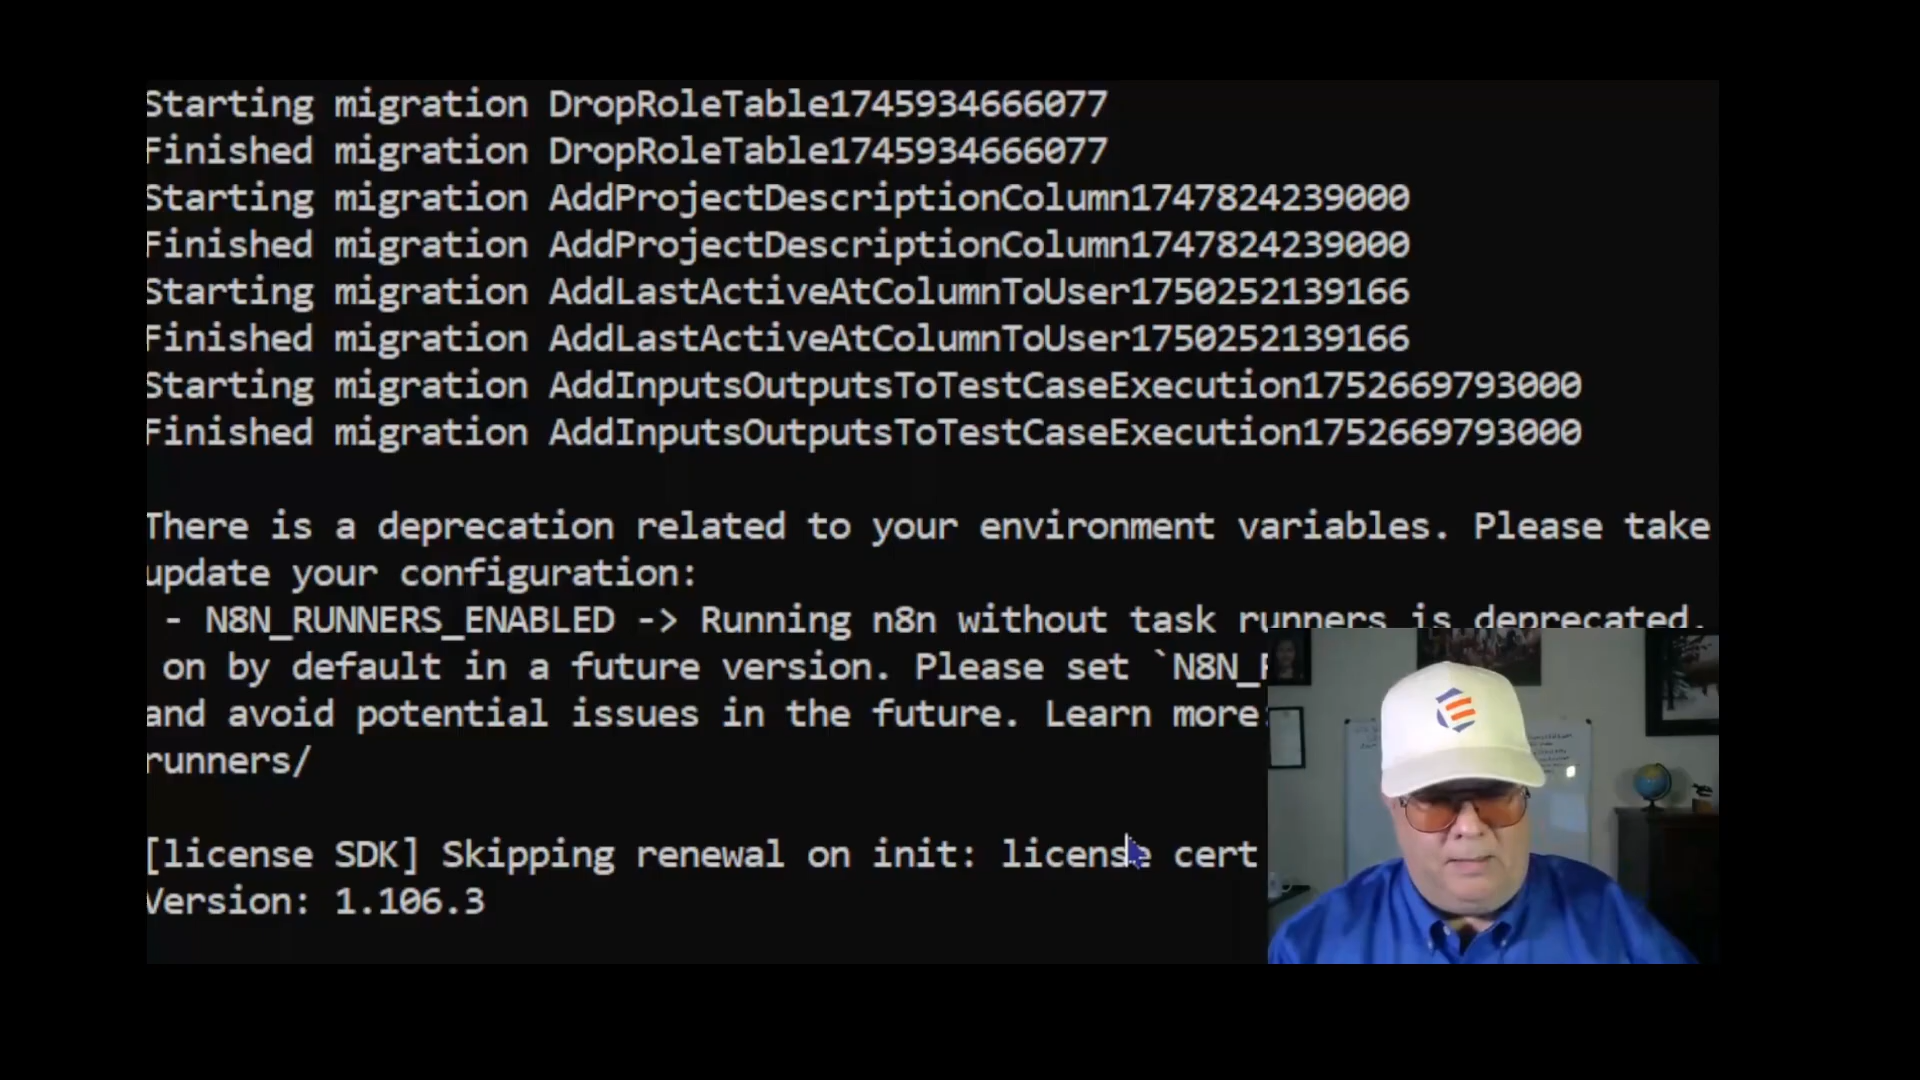 Starting migration DropRoleTable1745934666077
Finished migration DropRoleTable1745934666077
Starting migration AddProjectDescriptionColumn1747824239000
Finished migration AddProjectDescriptionColumn1747824239000
Starting migration AddLastActiveAtColumnToUser1750252139166
Finished migration AddLastActiveAtColumnToUser1750252139166
Starting migration AddInputsOutputsToTestCaseExecution1752669793000
Finished migration AddInputsOutputsToTestCaseExecution1752669793000
There is a deprecation related to your environment variables. Please take
update your configuration:
- N8N_RUNNERS_ENABLED -> Running n8n without task runners is deprecated.
on by default in a future version. Please set `N8N_
and avoid potential issues in the future. Learn more:
runners/
[license SDK] Skipping renewal on init: license cert
Version: 1.106.3